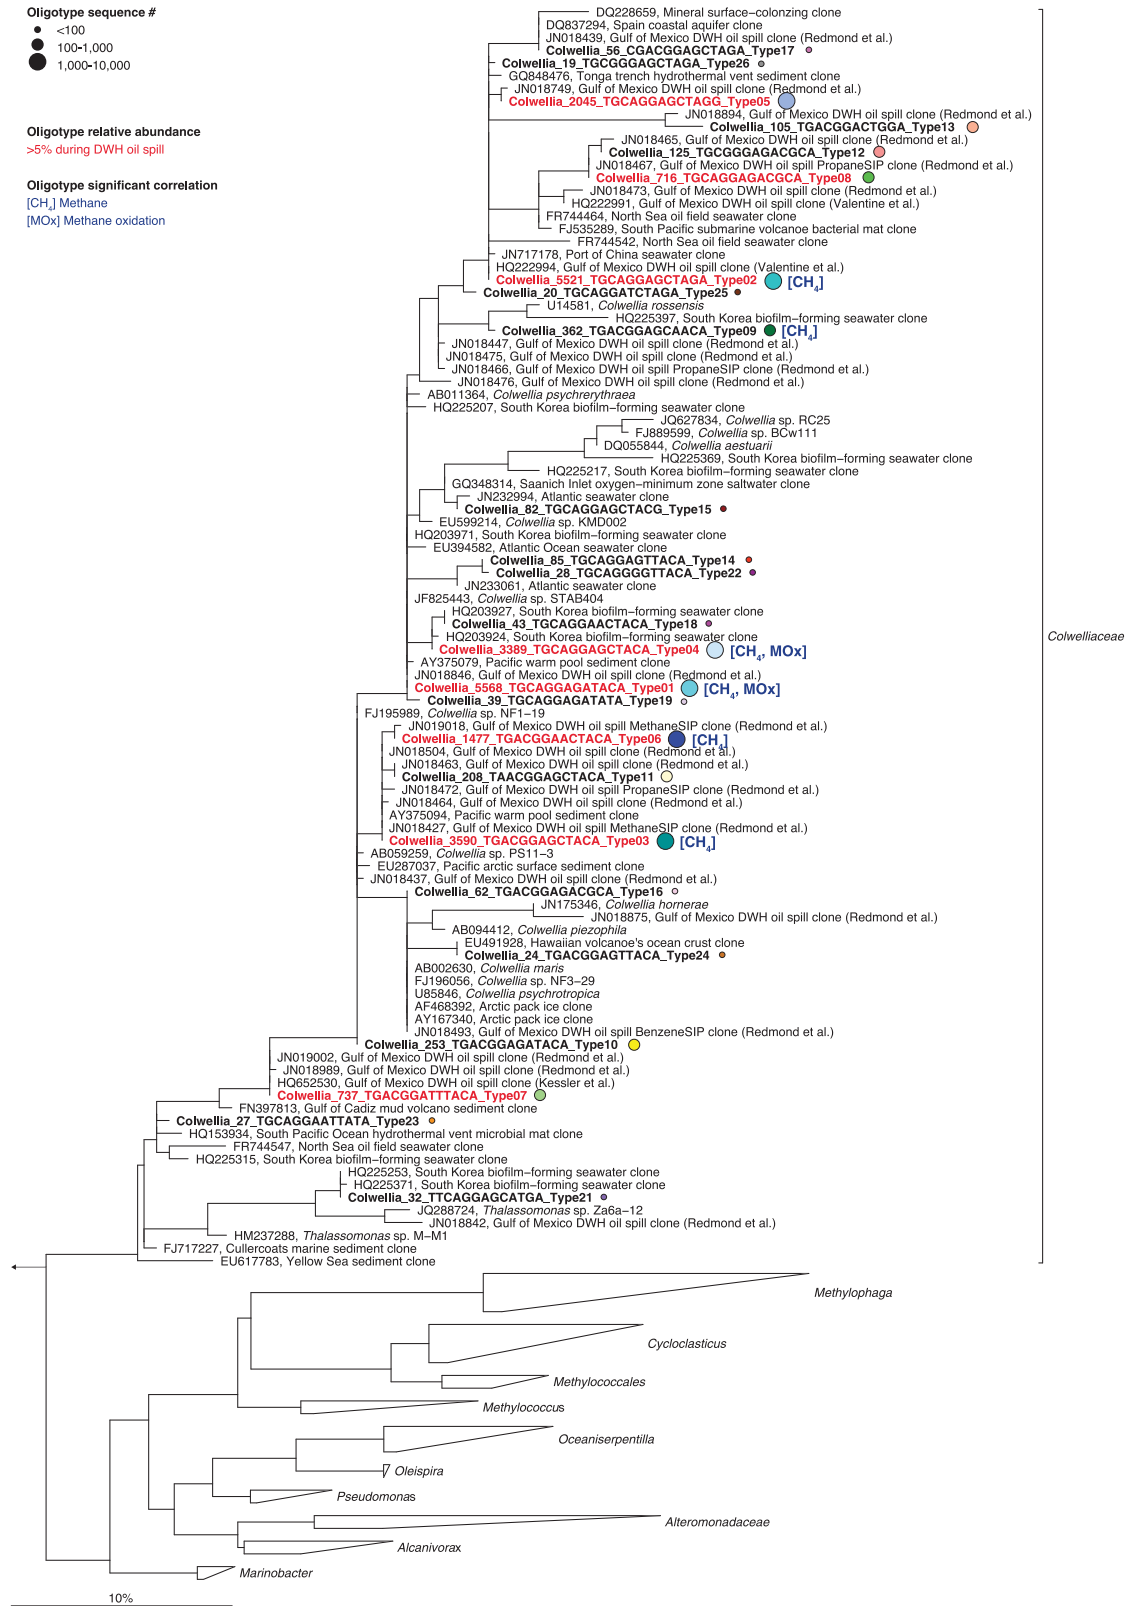 Oligotype sequence #
<100
100-1,000
1,000-10,000
Oligotype relative abundance
>5% during DWH oil spill
Oligotype significant correlation
[CH4] Methane
[MOx] Methane oxidation
DQ228659, Mineral surface-colonzing clone
DQ837294, Spain coastal aquifer clone
JN018439, Gulf of Mexico DWH oil spill clone (Redmond et al.)
Colwellia_56_CGACGGAGCTAGA_Type17
Colwellia_19_TGCGGGAGCTAGA_Type26
GQ848476, Tonga trench hydrothermal vent sediment clone
JN018749, Gulf of Mexico DWH oil spill clone (Redmond et al.)
Colwellia_2045_TGCAGGAGCTAGG_Type05
JN018894, Gulf of Mexico DWH oil spill clone (Redmond et al.)
Colwellia_105_TGACGGACTGGA_Type13
JN018465, Gulf of Mexico DWH oil spill clone (Redmond et al.)
Colwellia_125_TGCGGGAGACGCA_Type12
JN018467, Gulf of Mexico DWH oil spill PropaneSIP clone (Redmond et al.)
Colwellia_716_TGCAGGAGACGCA_Type08
JN018473, Gulf of Mexico DWH oil spill clone (Redmond et al.)
HQ222991, Gulf of Mexico DWH oil spill clone (Valentine et al.)
FR744464, North Sea oil field seawater clone
FJ535289, South Pacific submarine volcano bacterial mat clone
FR744542, North Sea oil field seawater clone
JN717178, Port of China seawater clone
HQ222994, Gulf of Mexico DWH oil spill clone (Valentine et al.)
Colwellia_5521_TGCAGGAGCTAGA_Type02 [CH4]
Colwellia_20_TGCAGGATCTAGA_Type25
U14581, Colwellia rossensis
HQ225397, South Korea biofilm-forming seawater clone
Colwellia_362_TGACGGAGCAACA_Type09 [CH4]
JN018447, Gulf of Mexico DWH oil spill clone (Redmond et al.)
JN018475, Gulf of Mexico DWH oil spill clone (Redmond et al.)
JN018466, Gulf of Mexico DWH oil spill PropaneSIP clone (Redmond et al.)
JN018476, Gulf of Mexico DWH oil spill clone (Redmond et al.)
AB011364, Colwellia psychrerythraea
HQ225207, South Korea biofilm-forming seawater clone
JQ627834, Colwellia sp. RC25
FJ889599, Colwellia sp. BCw111
DQ055844, Colwellia aestuarii
HQ225369, South Korea biofilm-forming seawater clone
HQ225217, South Korea biofilm-forming seawater clone
GQ348314, Saanich Inlet oxygen-minimum zone saltwater clone
JN232994, Atlantic seawater clone
Colwellia_82_TGCAGGAGCTACG_Type15
EU599214, Colwellia sp. KMD002
HQ203971, South Korea biofilm-forming seawater clone
EU394582, Atlantic Ocean seawater clone
Colwellia_85_TGCAGGAGTTACA_Type14
Colwellia_28_TGCAGGGGTTACA_Type22
JN233061, Atlantic seawater clone
JF825443, Colwellia sp. STAB404
HQ203927, South Korea biofilm-forming seawater clone
Colwellia_43_TGCAGGAACTACA_Type18
HQ203924, South Korea biofilm-forming seawater clone
Colwellia_3389_TGCAGGAGCTACA_Type04 [CH4, MOx]
AY375079, Pacific warm pool sediment clone
JN018846, Gulf of Mexico DWH oil spill clone (Redmond et al.)
Colwellia_5568_TGCAGGAGATACA_Type01 [CH4, MOx]
Colwellia_39_TGCAGGAGATATA_Type19
FJ195989, Colwellia sp. NF1-19
JN019018, Gulf of Mexico DWH oil spill MethaneSIP clone (Redmond et al.)
Colwellia_1477_TGACGGAACTACA_Type06 [CH4]
JN018504, Gulf of Mexico DWH oil spill clone (Redmond et al.)
JN018463, Gulf of Mexico DWH oil spill clone (Redmond et al.)
Colwellia_208_TAACGGAGCTACA_Type11
JN018472, Gulf of Mexico DWH oil spill PropaneSIP clone (Redmond et al.)
JN018464, Gulf of Mexico DWH oil spill clone (Redmond et al.)
AY375094, Pacific warm pool sediment clone
JN018427, Gulf of Mexico DWH oil spill MethaneSIP clone (Redmond et al.)
Colwellia_3590_TGACGGAGCTACA_Type03 [CH4]
AB059259, Colwellia sp. PS11-3
EU287037, Pacific arctic surface sediment clone
JN018437, Gulf of Mexico DWH oil spill clone (Redmond et al.)
Colwellia_62_TGACGGAGACGCA_Type16
JN175346, Colwellia hornerae
JN018875, Gulf of Mexico DWH oil spill clone (Redmond et al.)
AB094412, Colwellia piezophila
EU491928, Hawaiian volcanoe's ocean crust clone
Colwellia_24_TGACGGAGTTACA_Type24
AB002630, Colwellia maris
FJ196056, Colwellia sp. NF3-29
U85846, Colwellia psychrotropica
AF468392, Arctic pack ice clone
AY167340, Arctic pack ice clone
JN018493, Gulf of Mexico DWH oil spill BenzeneSIP clone (Redmond et al.)
Colwellia_253_TGACGGAGATACA_Type10
JN019002, Gulf of Mexico DWH oil spill clone (Redmond et al.)
JN018989, Gulf of Mexico DWH oil spill clone (Redmond et al.)
HQ652530, Gulf of Mexico DWH oil spill clone (Kessler et al.)
Colwellia_737_TGACGGATTTACA_Type07
FN397813, Gulf of Cadiz mud volcano sediment clone
Colwellia_27_TGCAGGAATTATA_Type23
HQ153934, South Pacific Ocean hydrothermal vent microbial mat clone
FR744547, North Sea oil field seawater clone
HQ225315, South Korea biofilm-forming seawater clone
HQ225253, South Korea biofilm-forming seawater clone
HQ225371, South Korea biofilm-forming seawater clone
Colwellia_32_TTCAGGAGCATGA_Type21
JQ288724, Thalassomonas sp. Za6a-12
JN018842, Gulf of Mexico DWH oil spill clone (Redmond et al.)
HM237288, Thalassomonas sp. M-M1
FJ717227, Cullercoats marine sediment clone
EU617783, Yellow Sea sediment clone
Colwelliaceae
Methylophaga
Cycloclasticus
Methylococcales
Methylococcus
Oceaniserpentilla
Oleispira
Pseudomonas
Alteromonadaceae
Alcanivorax
Marinobacter
10%